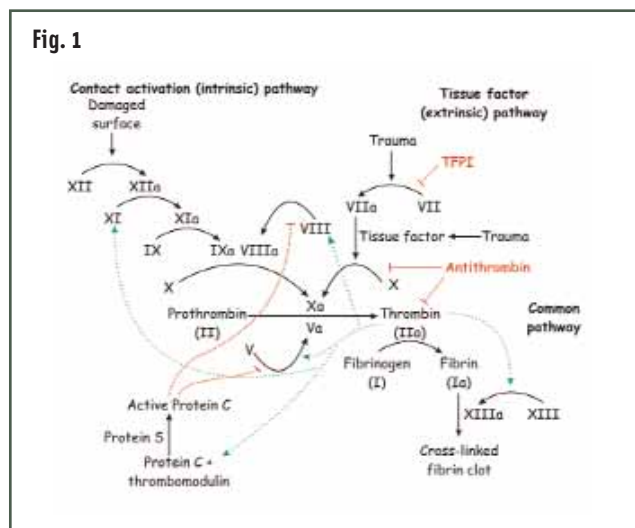 Fig. 1
Contact activation (intrinsic) pathway
Damaged
surface
Tissue factor
(extrinsic) pathway
Trauma
TFPI
XII
XIIa
VIIa
VII
XI
XIa
VIII
Tissue factor
Trauma
IX
IXa
VIIIa
Antithrombin
X
X
Xa
Prothrombin
(II)
Va
Thrombin
(IIa)
Common
pathway
V
Fibrinogen
(I)
Fibrin
(Ia)
Active Protein C
XIIIa
XIII
Protein S
Cross-linked
fibrin clot
Protein C +
thrombomodulin